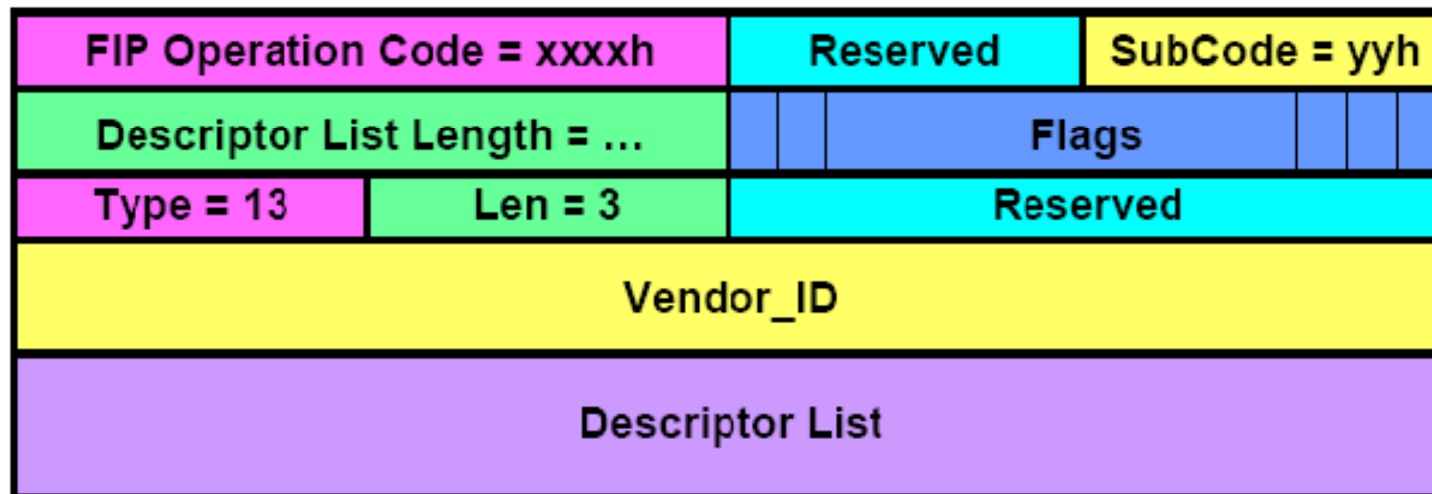 FIP Operation Code = xxxxh Reserved SubCode = yyh
Descriptor List Length = ... Flags
Type = 13 Len = 3 Reserved
Vendor_ID
Descriptor List